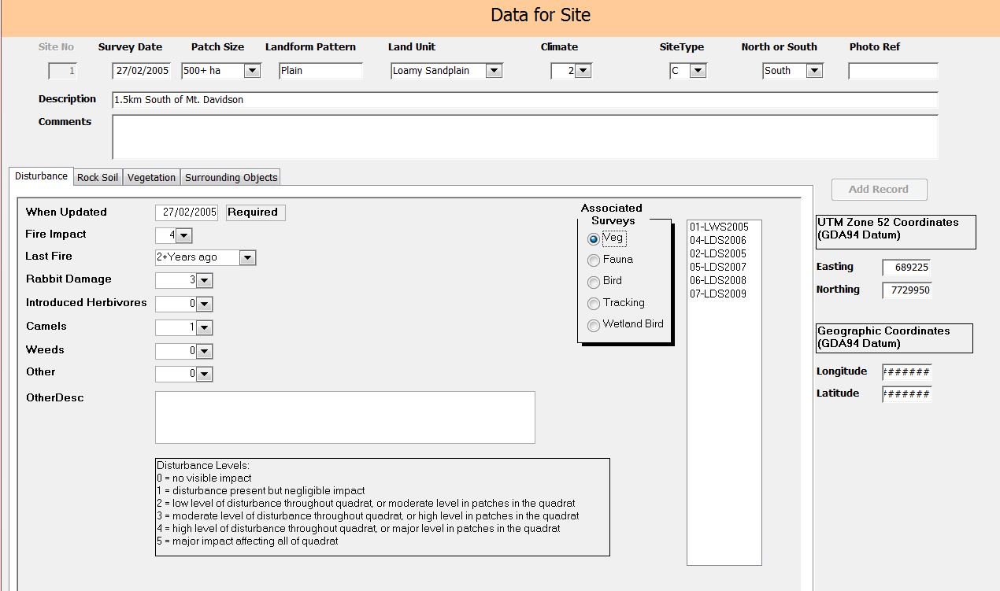 Data for Site
Site No Survey Date Patch Size Landform Pattern Land Unit Climate SiteType North or South Photo Ref
1 27/02/2005 500+ ha Plain Loamy Sandplain 2 C South
Description 1.5km South of Mt. Davidson
Comments
Disturbance Rock Soil Vegetation Surrounding Objects
Add Record
When Updated 27/02/2005 Required
Fire Impact 4
Last Fire 2+Years ago
Rabbit Damage 3
Introduced Herbivores 0
Camels 1
Weeds 0
Other 0
OtherDesc
Disturbance Levels:
0 = no visible impact
1 = disturbance present but negligible impact
2 = low level of disturbance throughout quadrat, or moderate level in patches in the quadrat
3 = moderate level of disturbance throughout quadrat, or high level in patches in the quadrat
4 = high level of disturbance throughout quadrat, or major level in patches in the quadrat
5 = major impact affecting all of quadrat
Associated
Surveys
Veg
Fauna
Bird
Tracking
Wetland Bird
01-LWS2005
04-LDS2006
02-LDS2005
05-LDS2007
06-LDS2008
07-LDS2009
UTM Zone 52 Coordinates
(GDA94 Datum)
Easting 689225
Northing 7729950
Geographic Coordinates
(GDA94 Datum)
Longitude #######
Latitude #######